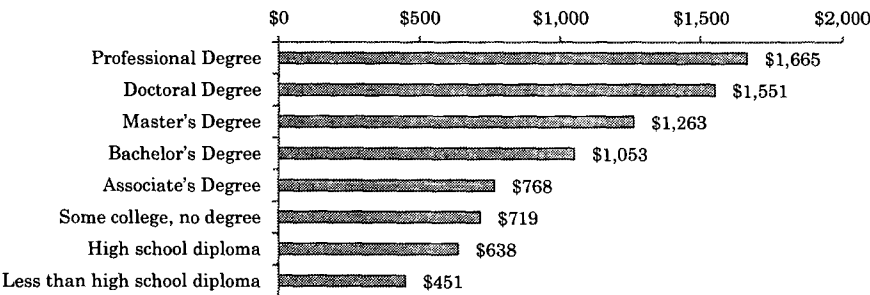 $0 $500 $1,000 $1,500 $2,000
Professional Degree $1,665
Doctoral Degree $1,551
Master's Degree $1,263
Bachelor's Degree $1,053
Associate's Degree $768
Some college, no degree $719
High school diploma $638
Less than high school diploma $451